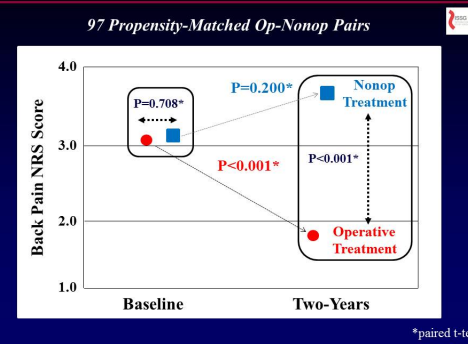 97 Propensity-Matched Op-Nonop Pairs
4.0
3.0
2.0
1.0
Back Pain NRS Score
P=0.708*
P=0.200*
P<0.001*
Nonop
Treatment
P<0.001*
Operative
Treatment
Baseline
Two-Years
*paired t-te